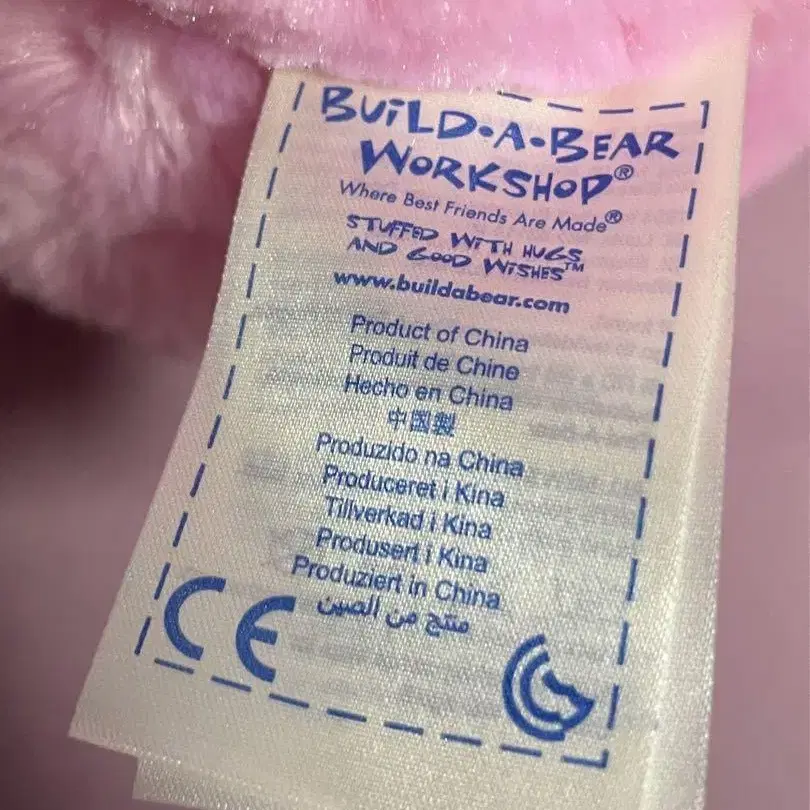 BUiLD•A•BEAR
WORKSHOP®
Where Best Friends Are Made®
STUFFED WiTH HUGS
AND GOOD WiSHES™
www.buildabear.com
Product of China
Produit de Chine
Hecho en China
中国製
Produzido na China
Produceret i Kina
Tillverkad i Kina
Produsert i Kina
Produziert in China
منتج من الصين
CE